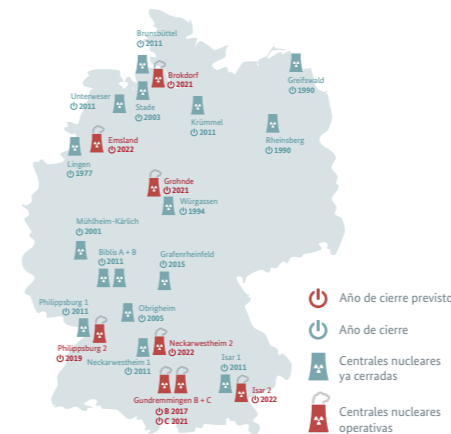 Brunsbüttel
2011
Brokdorf
2021
Greifswald
1990
Unterweser
2011
Stade
2003
Krümmel
2011
Rheinsberg
1990
Emsland
2022
Lingen
1977
Grohnde
2021
Würgassen
1994
Mühlheim-Kärlich
2001
Biblis A + B
2011
Grafenrheinfeld
2015
Philippsburg 1
2011
Obrigheim
2005
Philippsburg 2
2019
Neckarwestheim 2
2022
Neckarwestheim 1
2011
Isar 1
2011
Isar 2
2022
Gundremmingen B + C
B 2017
C 2021
Año de cierre previsto
Año de cierre
Centrales nucleares
ya cerradas
Centrales nucleares
operativas